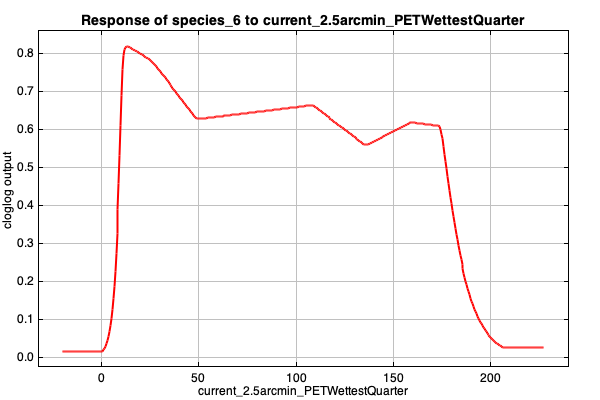 Response of species_6 to current_2.5arcmin_PETWettestQuarter
cloglog output
0.8
0.7
0.6
0.5
0.4
0.3
0.2
0.1
0.0
0 50 100 150 200
current_2.5arcmin_PETWettestQuarter